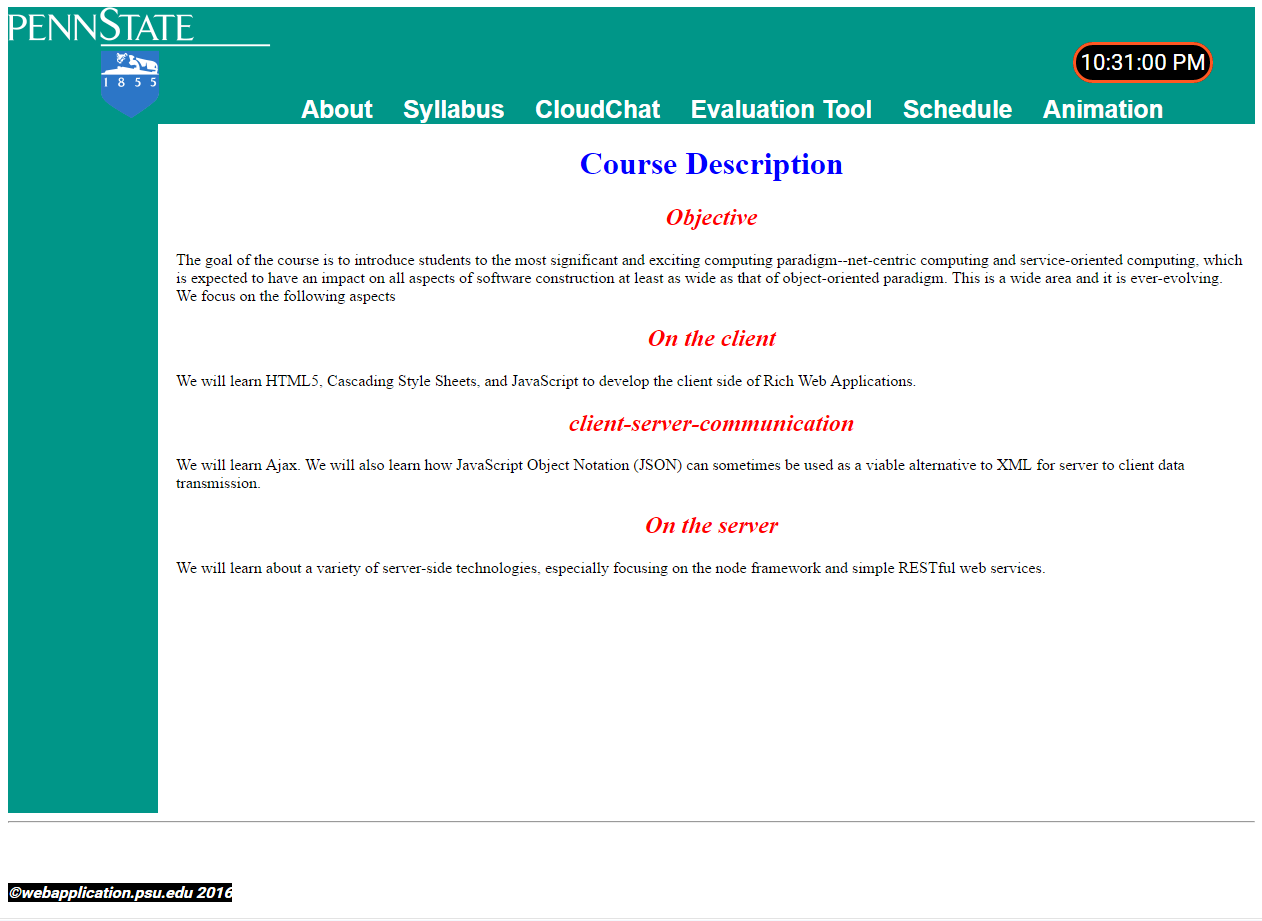 PENNSTATE
1855
10:31:00 PM
About Syllabus CloudChat Evaluation Tool Schedule Animation
Course Description
Objective
The goal of the course is to introduce students to the most significant and exciting computing paradigm--net-centric computing and service-oriented computing, which
is expected to have an impact on all aspects of software construction at least as wide as that of object-oriented paradigm. This is a wide area and it is ever-evolving.
We focus on the following aspects
On the client
We will learn HTML5, Cascading Style Sheets, and JavaScript to develop the client side of Rich Web Applications.
client-server-communication
We will learn Ajax. We will also learn how JavaScript Object Notation (JSON) can sometimes be used as a viable alternative to XML for server to client data
transmission.
On the server
We will learn about a variety of server-side technologies, especially focusing on the node framework and simple RESTful web services.
©webapplication.psu.edu 2016